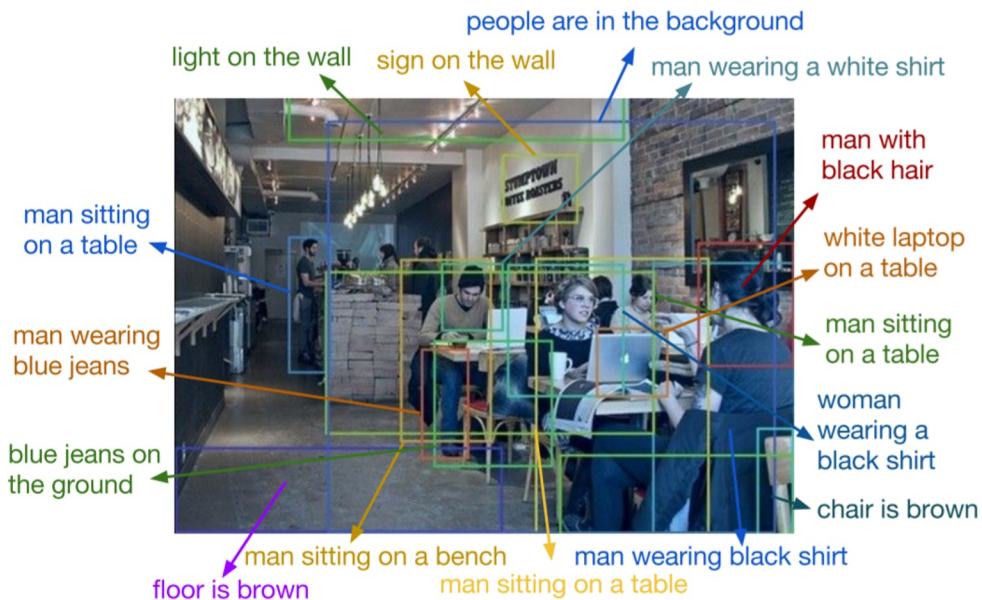 people are in the background
light on the wall
sign on the wall
man wearing a white shirt
man with
black hair
STUMPTOWN
COFFEE ROASTERS
man sitting
on a table
white laptop
on a table
man wearing
blue jeans
man sitting
on a table
woman
wearing a
black shirt
blue jeans on
the ground
chair is brown
man sitting on a bench
man wearing black shirt
man sitting on a table
floor is brown